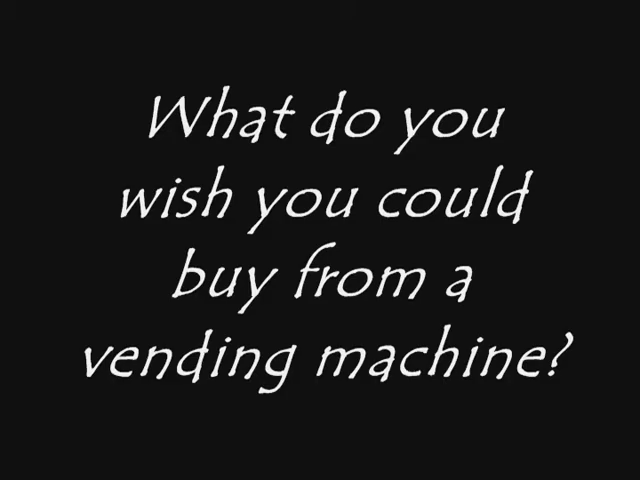 What do you
wish you could
buy from a
vending machine?